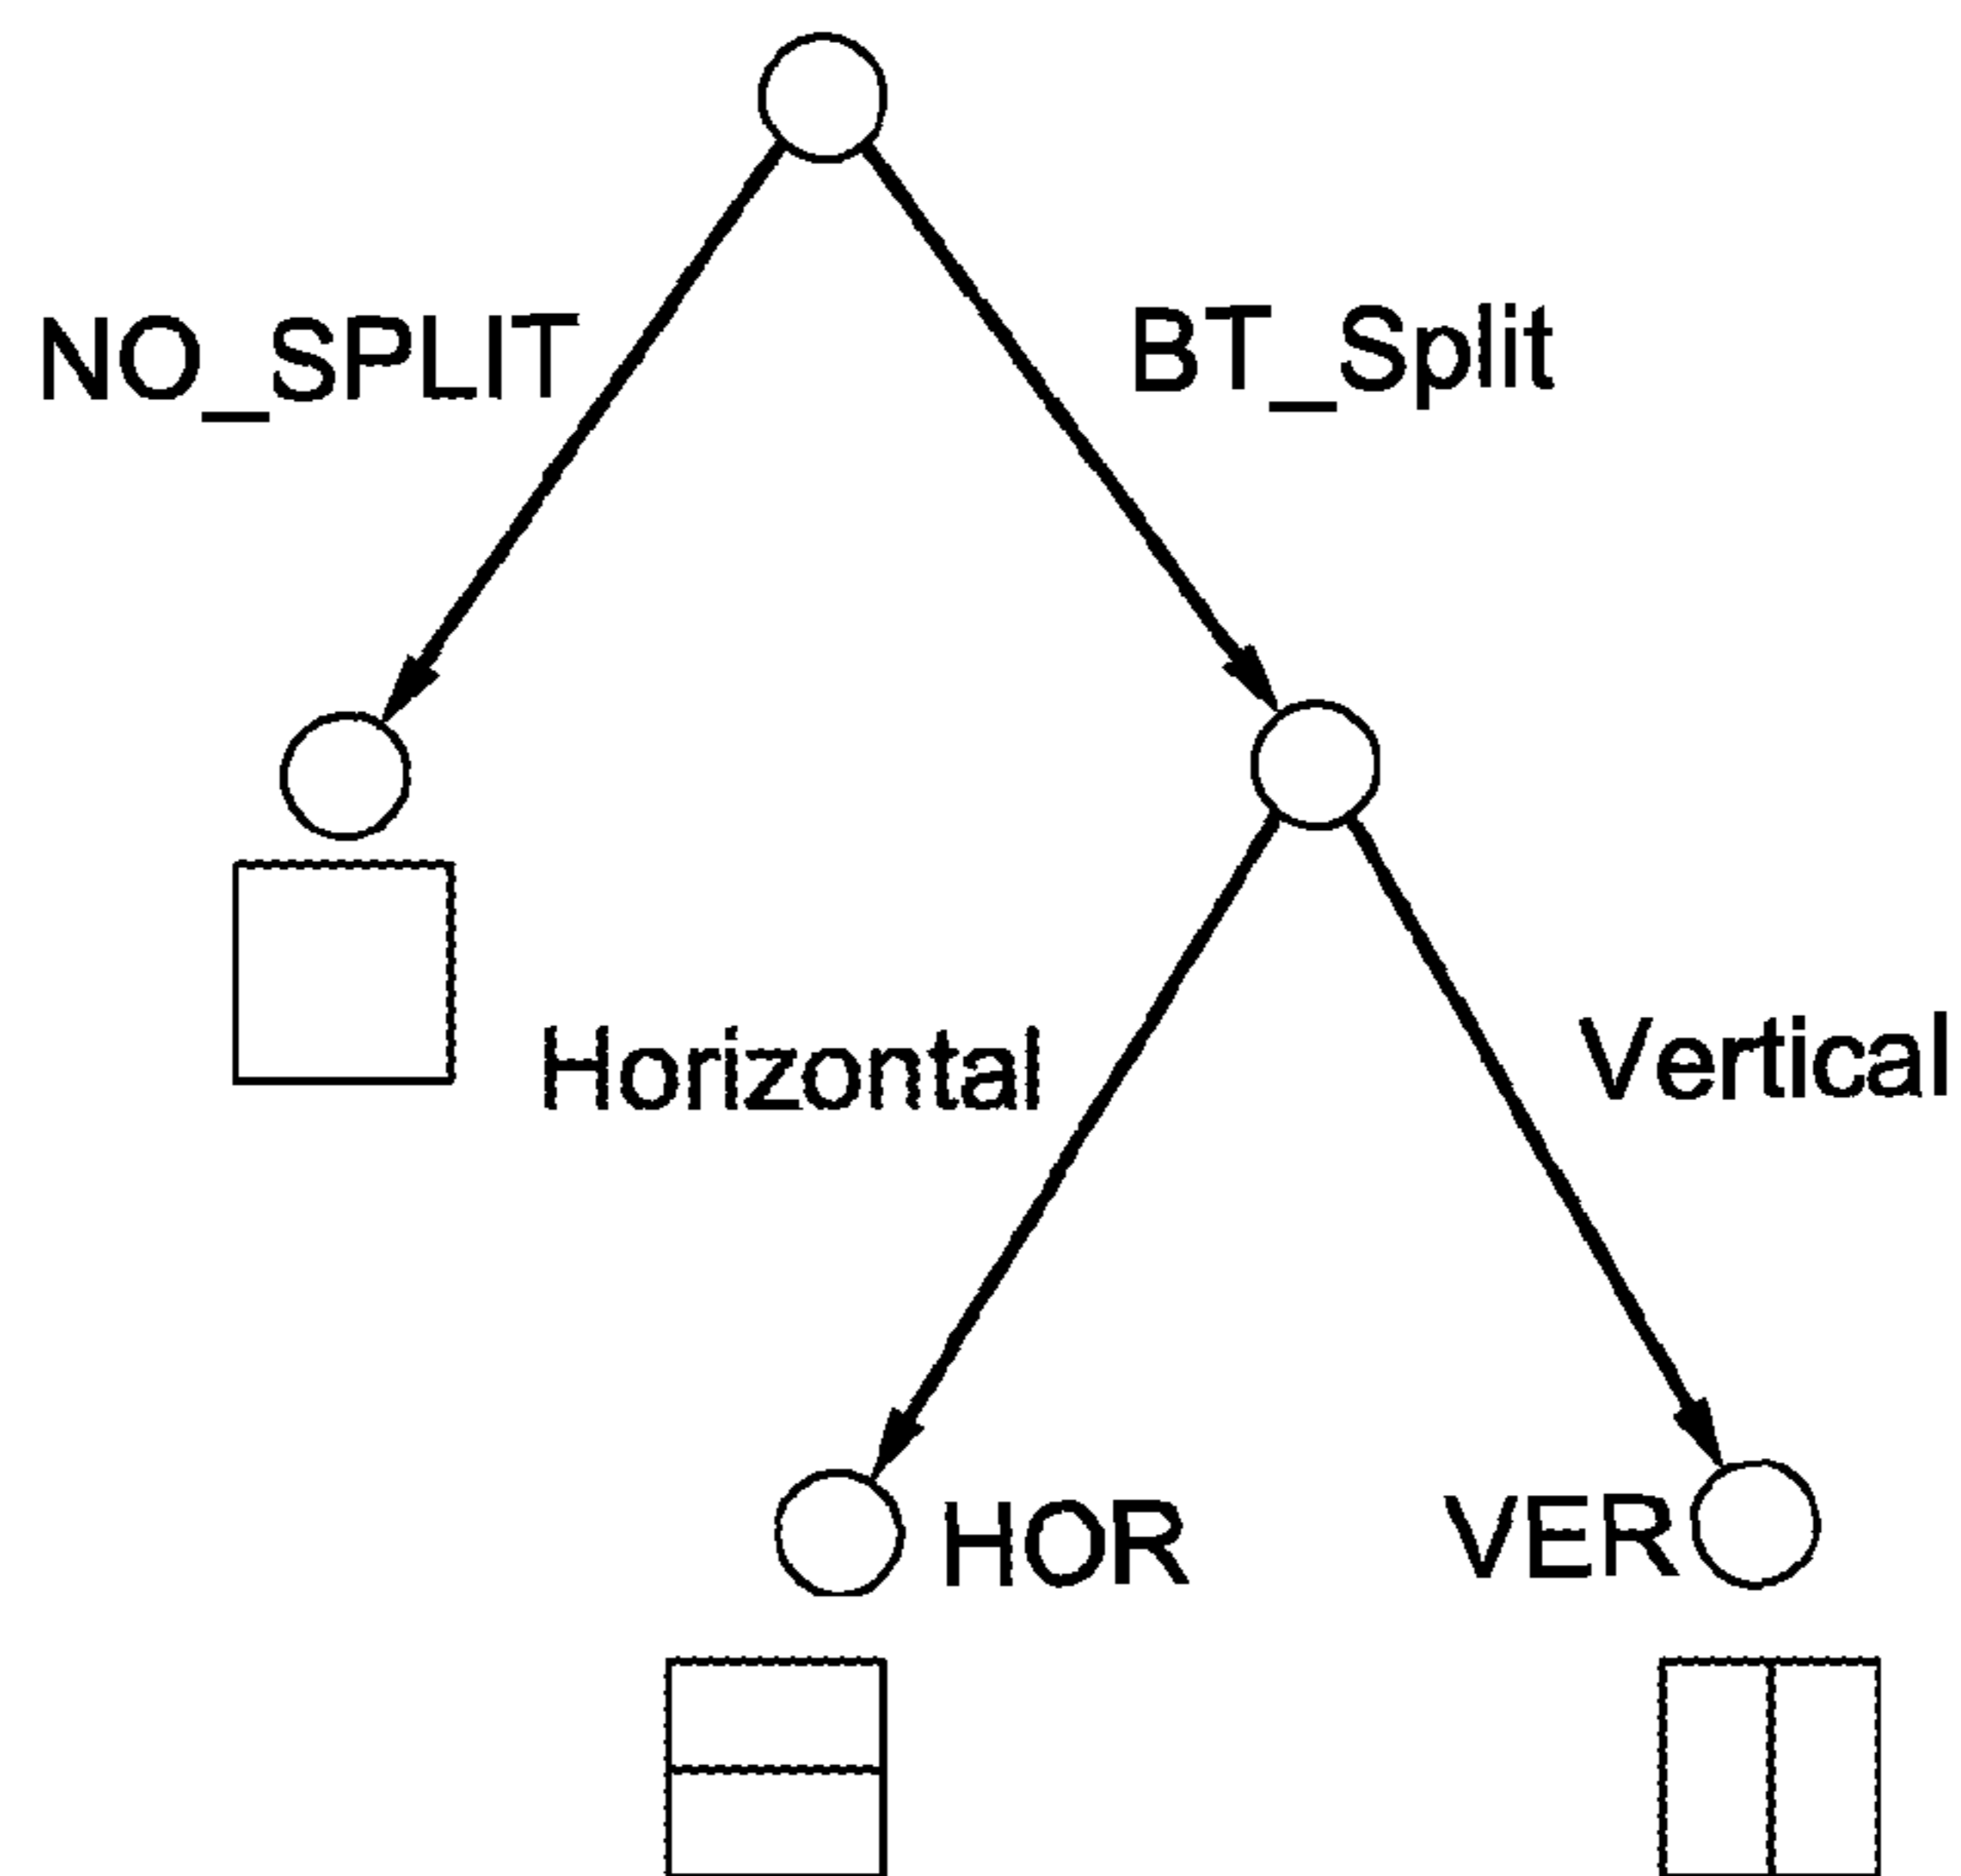 NO_SPLIT
BT_Split
Horizontal
Vertical
HOR
VER